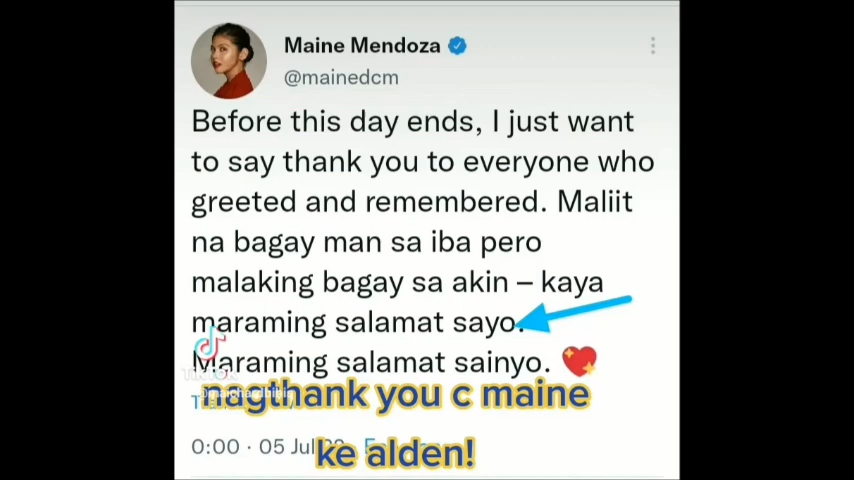 Maine Mendoza
@mainedcm
Before this day ends, I just want
to say thank you to everyone who
greeted and remembered. Maliit
na bagay man sa iba pero
malaking bagay sa akin – kaya
maraming salamat sayo.
Maraming salamat sainyo. 💖
TikTok
nagthank you c maine
0:00 · 05 Jul
ke alden!